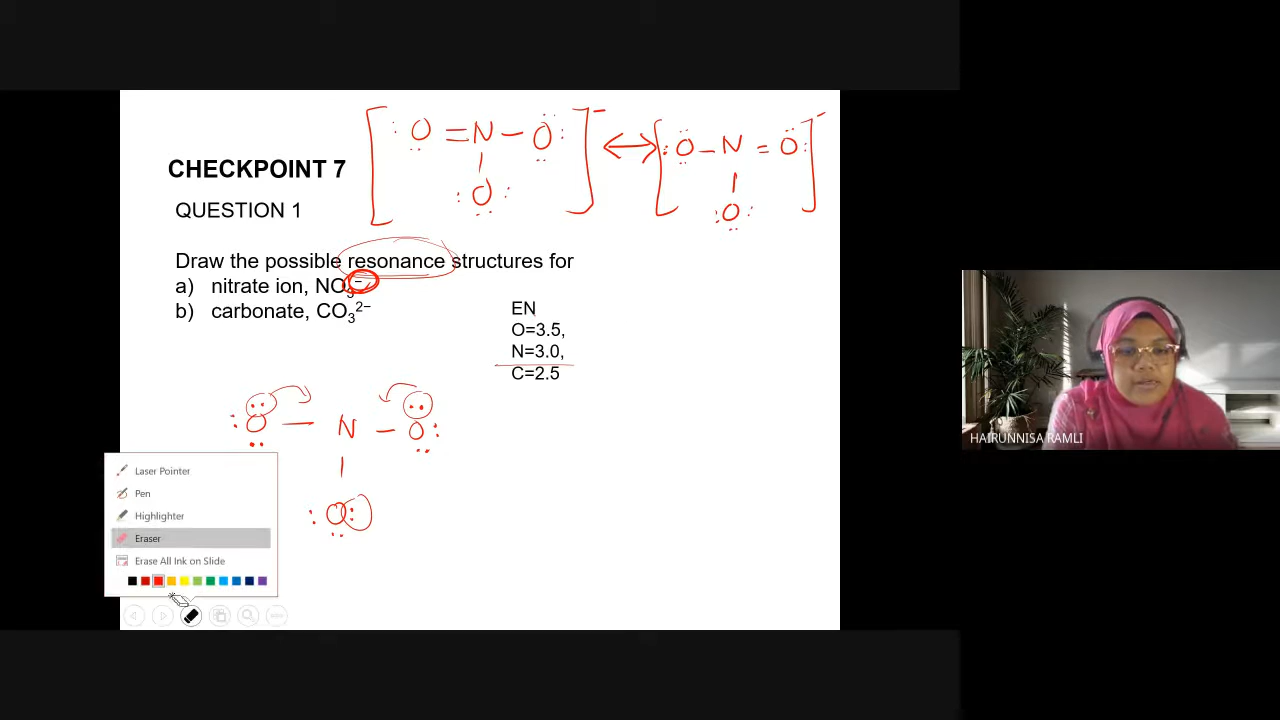 [ :O=N-O: ]⁻ ↔ [ :O-N=O: ]⁻
:O: :O:
CHECKPOINT 7
QUESTION 1
Draw the possible resonance structures for
a) nitrate ion, NO₃⁻
b) carbonate, CO₃²⁻
EN
O=3.5,
N=3.0,
C=2.5
:O - N - O:
:O:
Laser Pointer
Pen
Highlighter
Eraser
Erase All Ink on Slide
HAIRUNNISA RAMLI